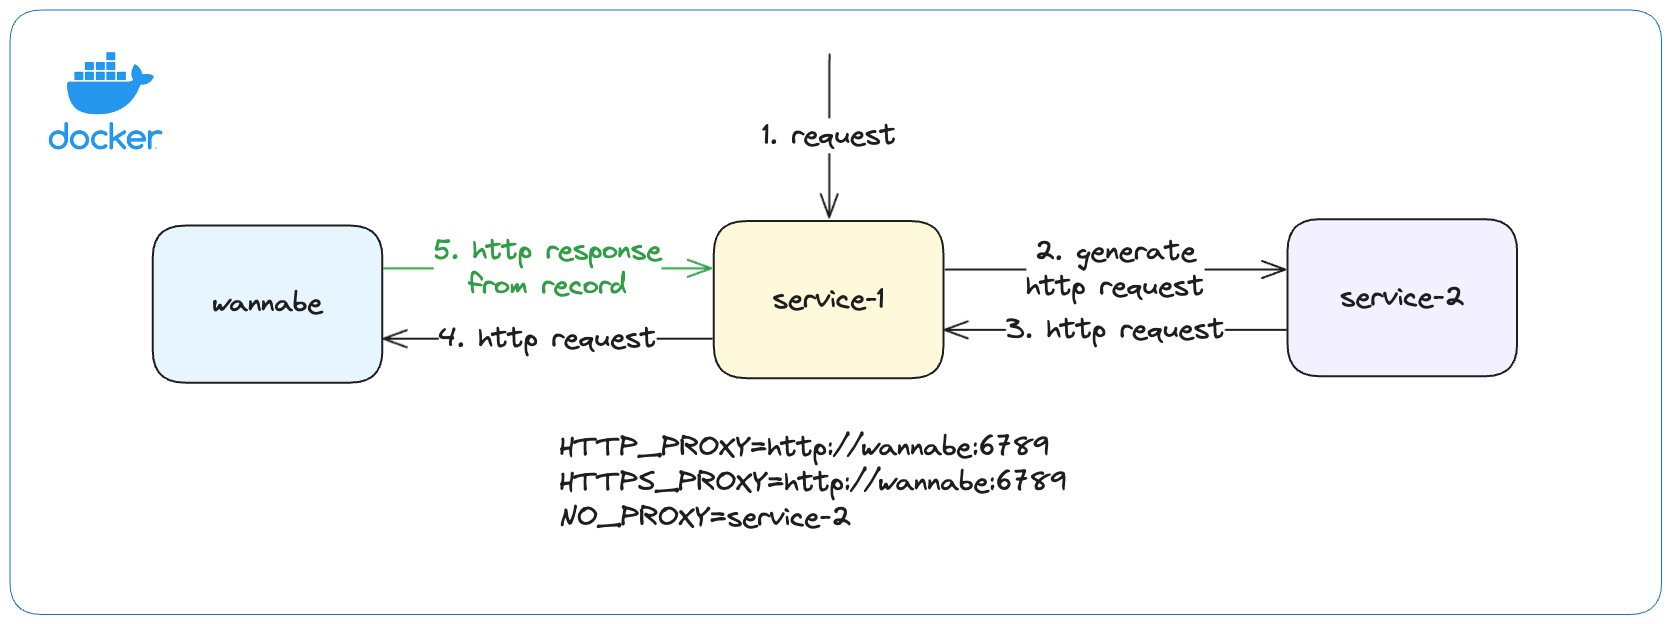 docker
1. request
5. http response
from record
2. generate
http request
wannabe
service-1
service-2
4. http request
3. http request
HTTP_PROXY=http://wannabe:6789
HTTPS_PROXY=http://wannabe:6789
NO_PROXY=service-2